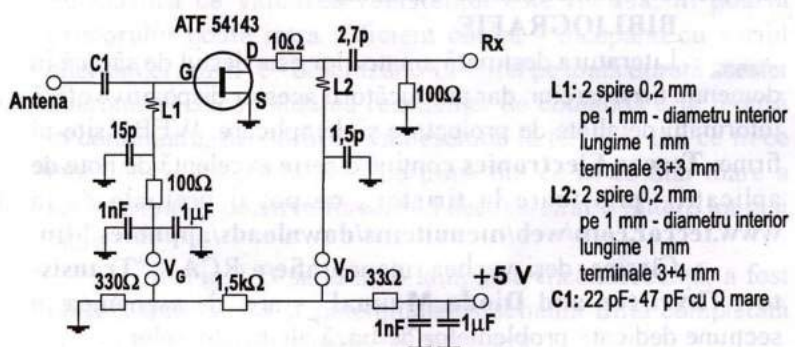 ATF 54143
C1
G
D
S
10Ω
2,7p
Rx
Antena
L1
L2
100Ω
15p
1,5p
100Ω
1nF
1µF
330Ω
V_G
1,5kΩ
V_D
33Ω
+5 V
1nF
1µF
L1: 2 spire 0,2 mm
pe 1 mm - diametru interior
lungime 1 mm
terminale 3+3 mm
L2: 2 spire 0,2 mm
pe 1 mm - diametru interior
lungime 1 mm
terminale 3+4 mm
C1: 22 pF- 47 pF cu Q mare